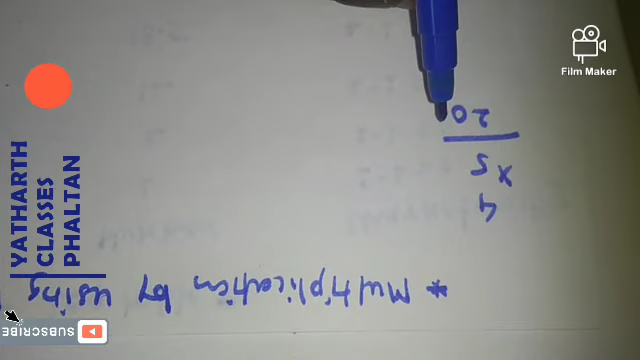 * Multiplication by using
4
x 5
20
YATHARTH
CLASSES
PHALTAN
Film Maker
SUBSCRIBE